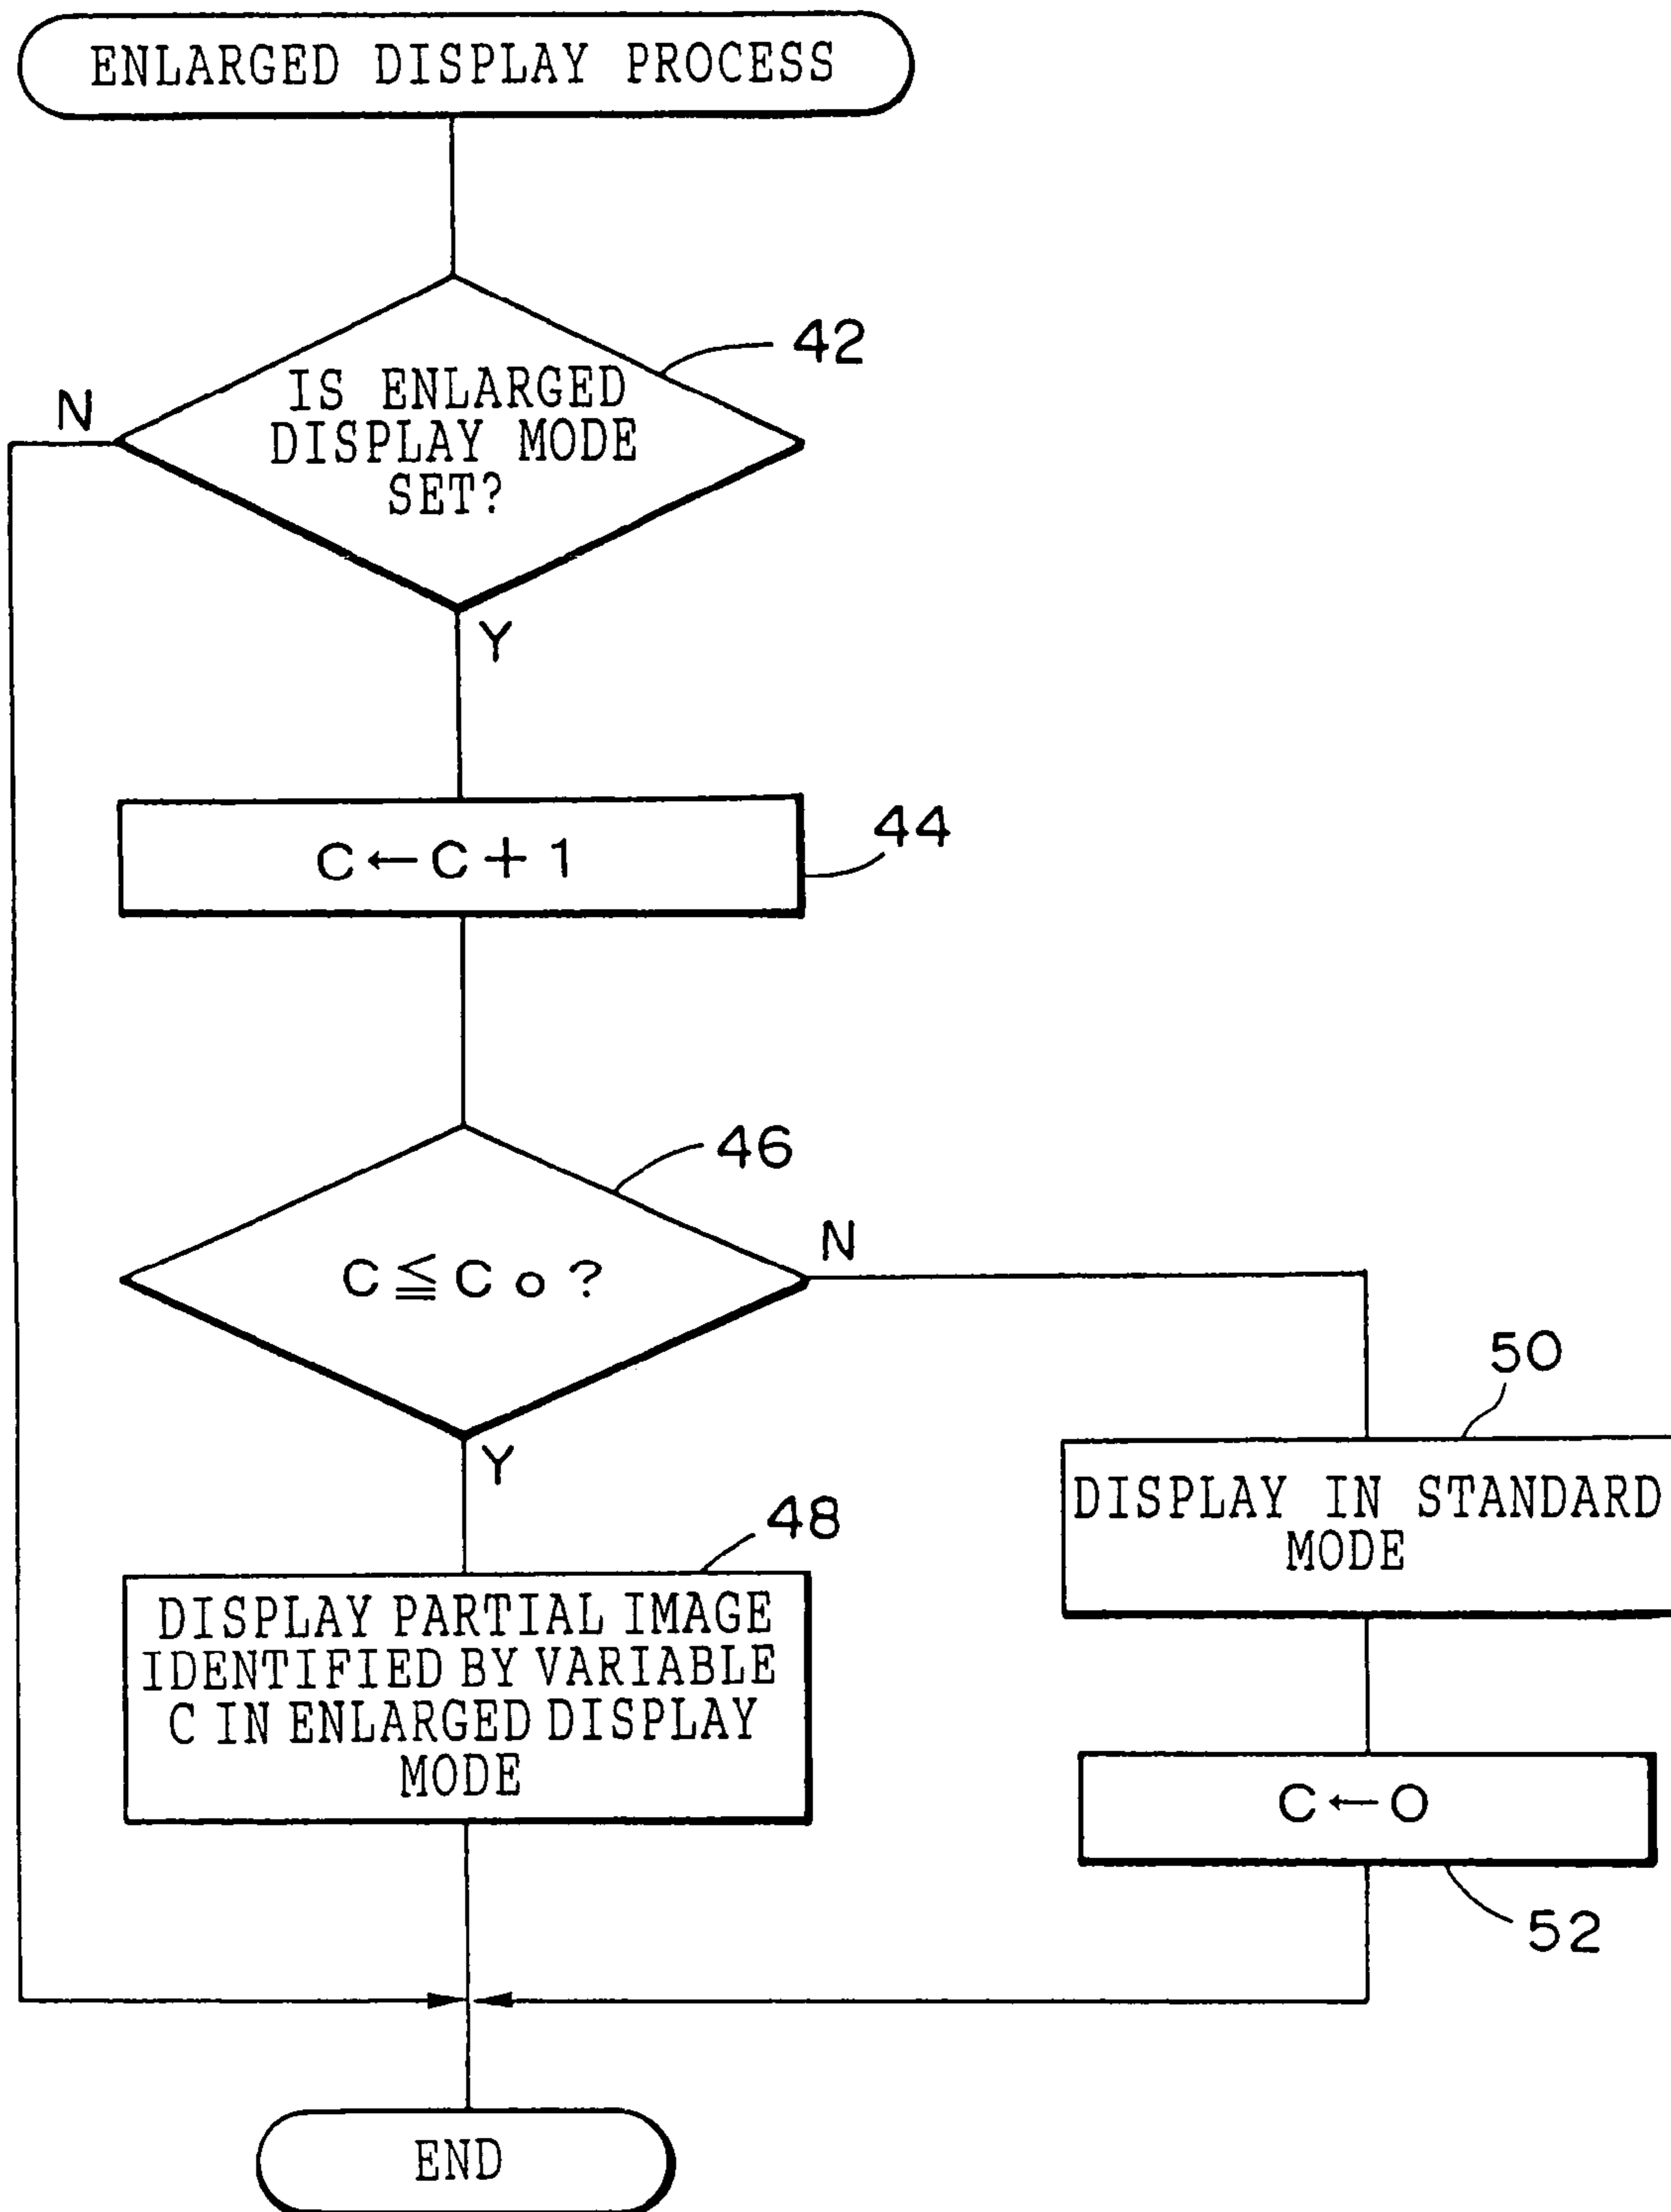 ENLARGED DISPLAY PROCESS
42
N
IS ENLARGED
DISPLAY MODE
SET?
Y
44
C←C+1
46
N
C≦Co?
50
Y
DISPLAY IN STANDARD
MODE
48
DISPLAY PARTIAL IMAGE
IDENTIFIED BY VARIABLE
C IN ENLARGED DISPLAY
MODE
C←0
52
END